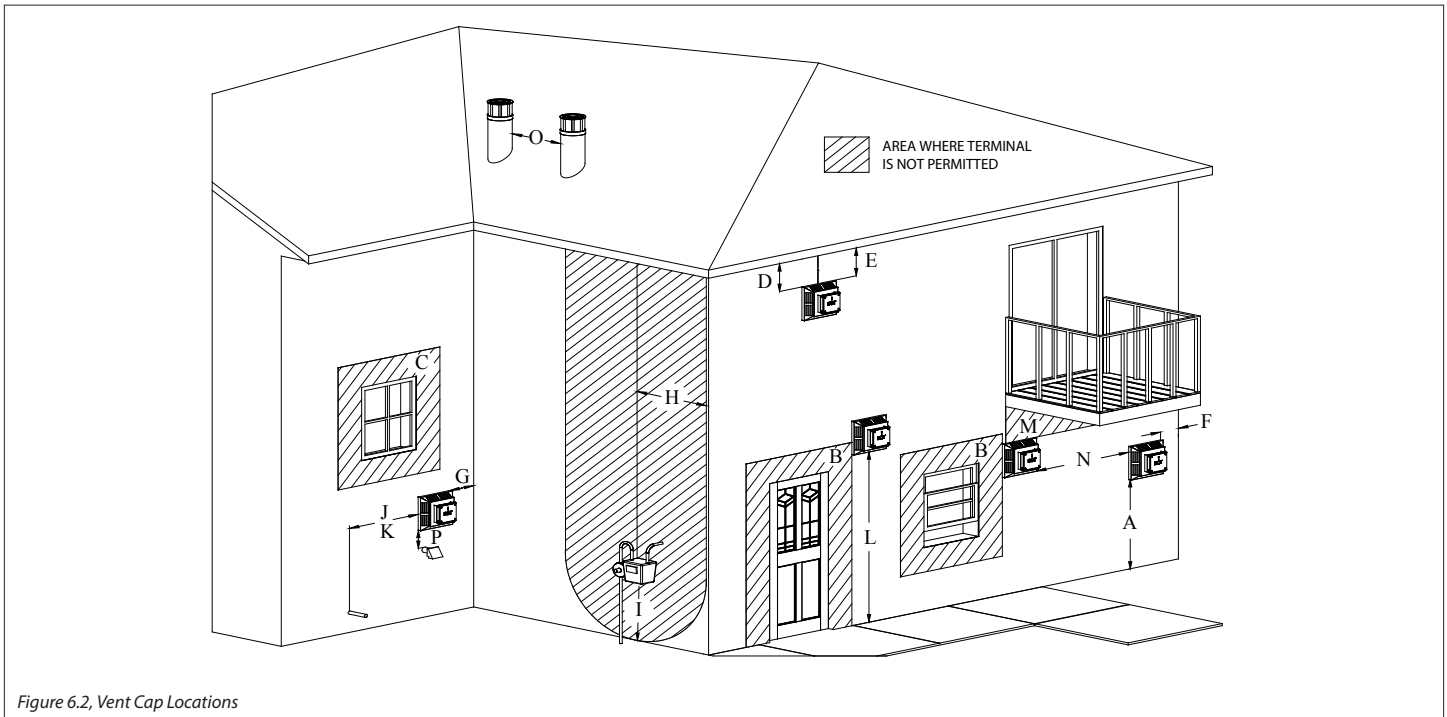 O
AREA WHERE TERMINAL
IS NOT PERMITTED
D
E
C
H
F
M
B
B
N
G
J
K
P
A
L
I
Figure 6.2, Vent Cap Locations